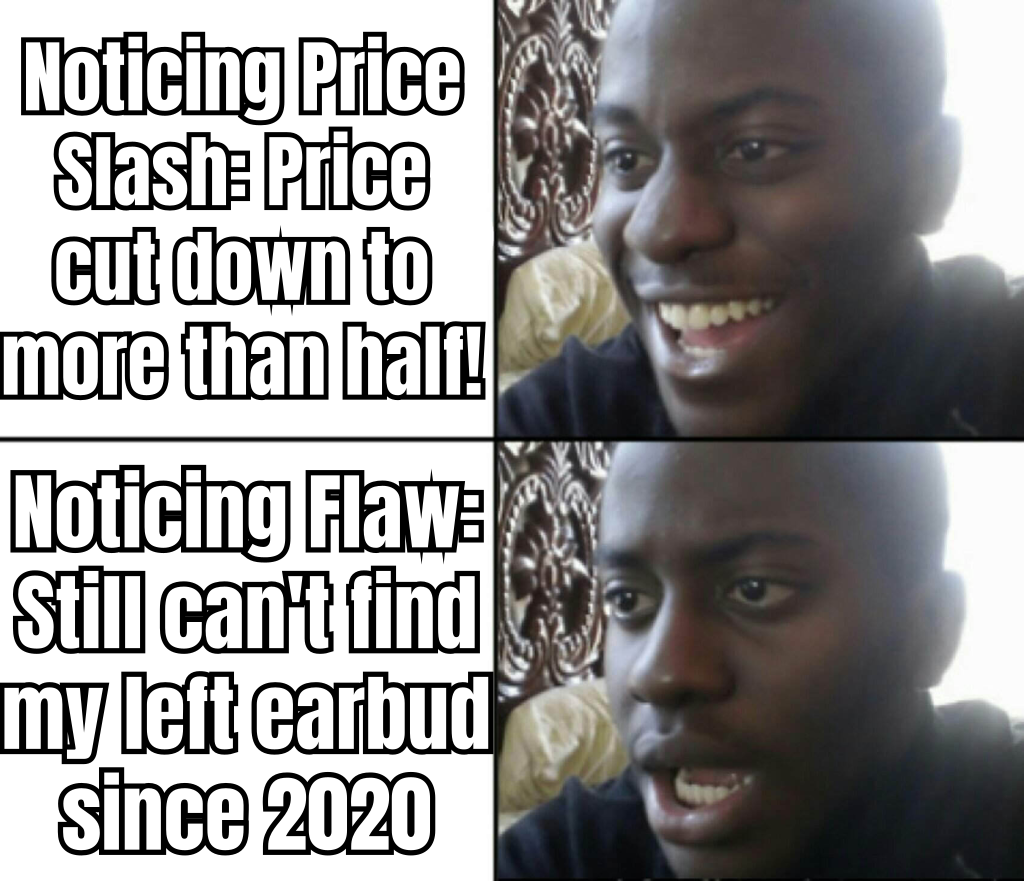 Noticing Price
Slash: Price
cut down to
more than half!
Noticing Flaw:
Still can't find
my left earbud
since 2020